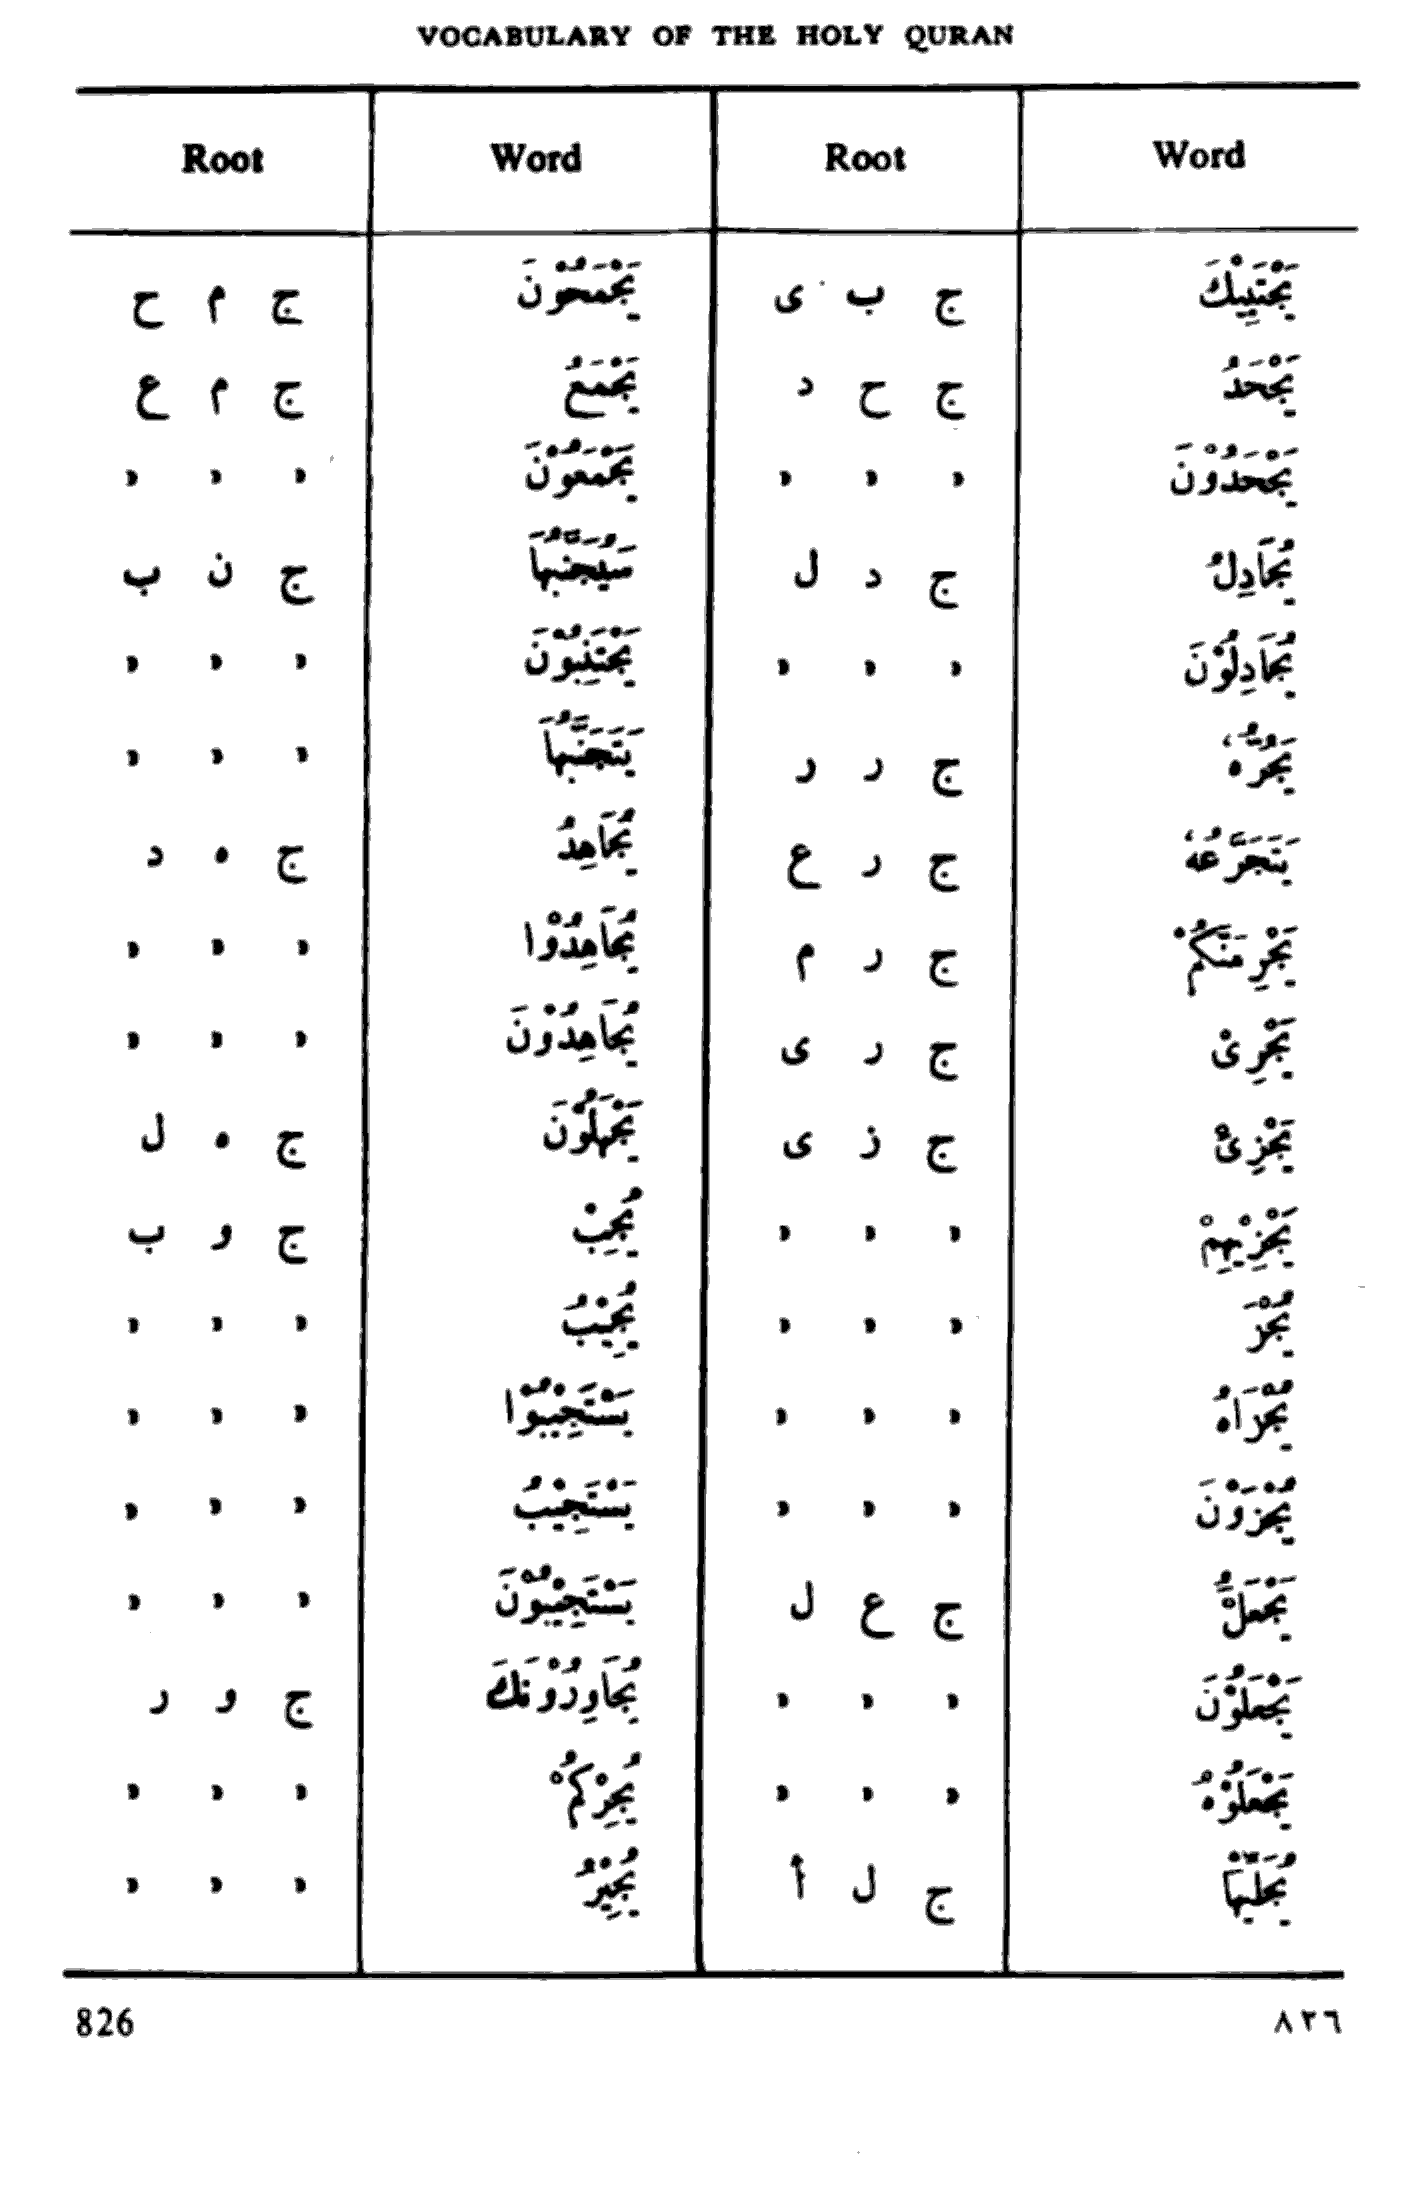 VOCABULARY OF THE HOLY QURAN
Root Word Root Word
يَجْتَبِيْكَ ج ب ى يَجْمَحُوْنَ ج م ح
يَجْحَدُ ج ح د يَجْمَعُ ج م ع
يَجْحَدُوْنَ , , , يَجْمَعُوْنَ , , ,
يُجَادِلُ ج د ل سَيُجَنَّبُهَا ج ن ب
يُجَادِلُوْنَ , , , يَجْتَنِبُوْنَ , , ,
يَجُرُّهٗ ج ر ر يَتَجَنَّبُهَا , , ,
يَتَجَرَّعُهٗ ج ر ع يُجَاهِدُ ج ه د
يَجْرِمَنَّكُمْ ج ر م يُجَاهِدُوْا , , ,
يَجْرِىْ ج ر ى يُجَاهِدُوْنَ , , ,
يَجْزِىْ ج ز ى يَجْهَلُوْنَ ج ه ل
يَجْزِيْهِمْ , , , يُجِبْ ج و ب
يُجْزَ , , , يُجِيْبُ , , ,
يُجْزَاهُ , , , يَسْتَجِيْبُوْا , , ,
يُجْزَوْنَ , , , يَسْتَجِيْبُ , , ,
يَجْعَلْ ج ع ل يَسْتَجِيْبُوْنَ , , ,
يَجْعَلُوْنَ , , , يُجَاوِرُوْنَكَ ج و ر
يَجْعَلُوْهُ , , , يُجِرْكُمْ , , ,
يُجَلِّيْهَا ج ل أ يُجِيْرُ , , ,
826 ٨٢٦